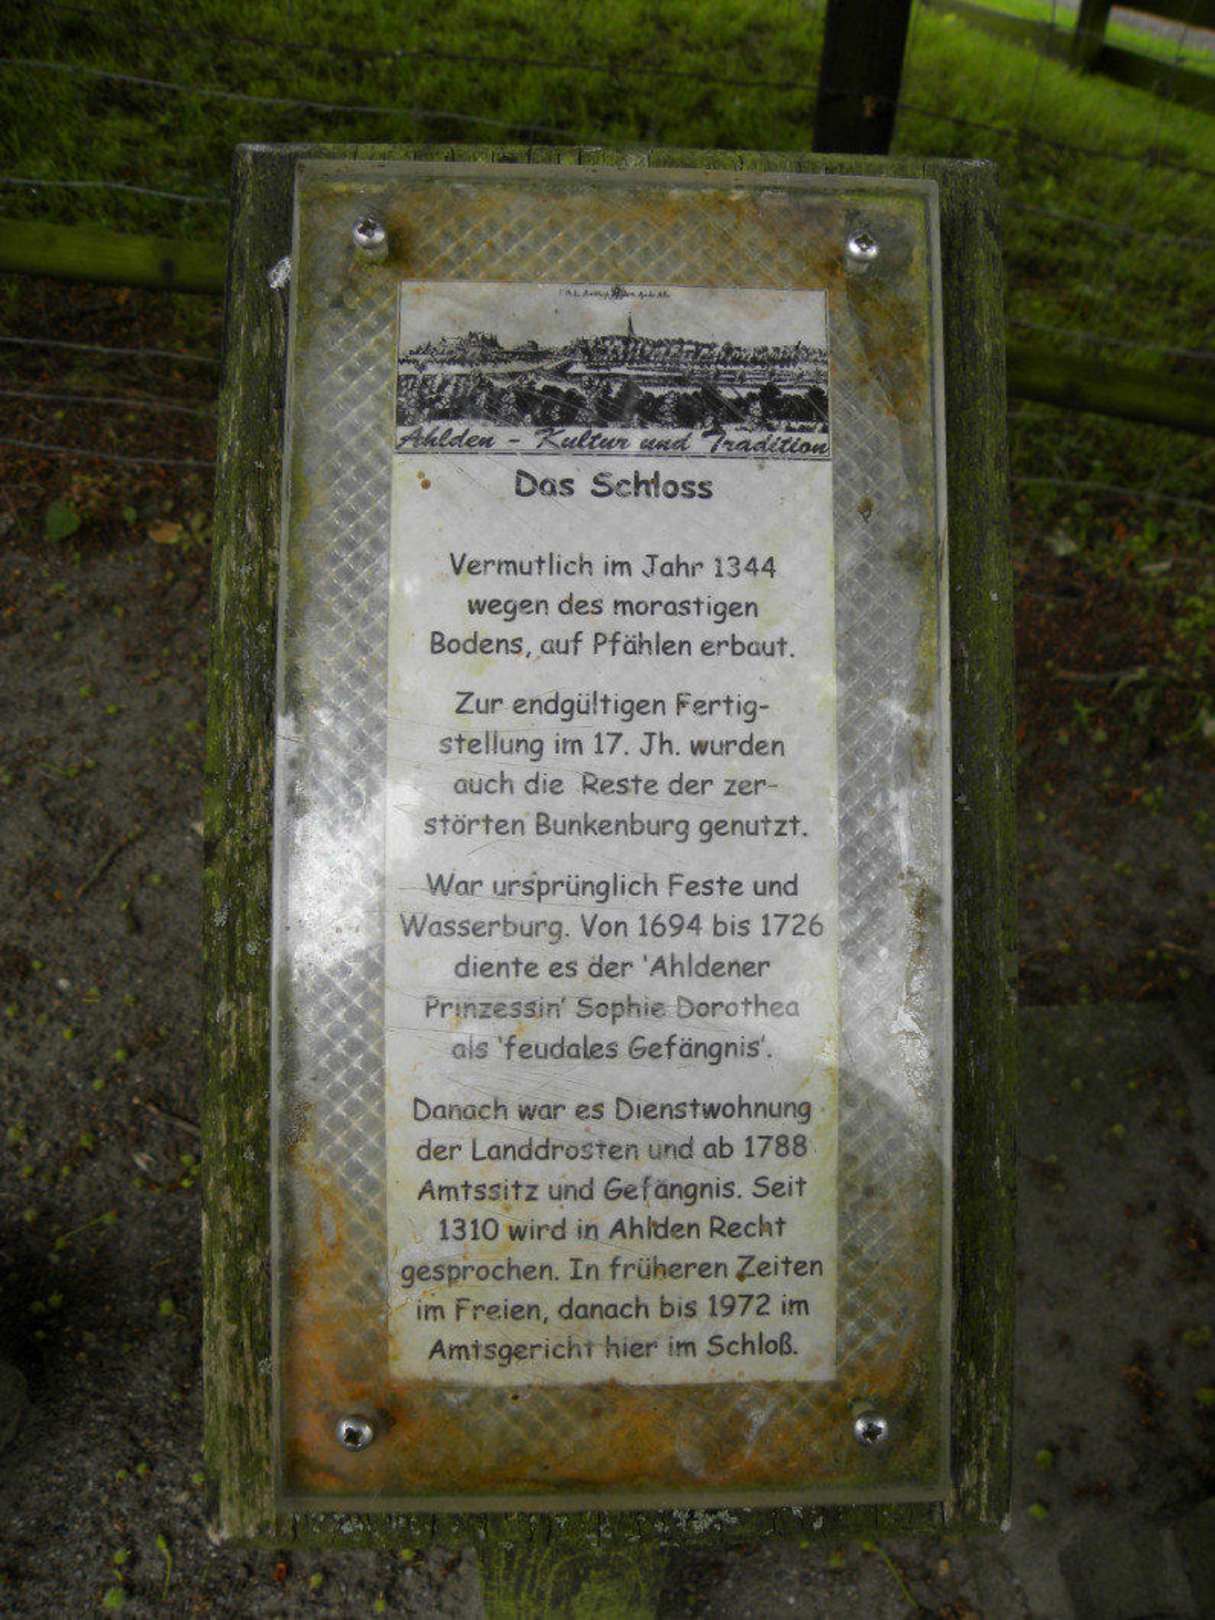 Ahlden - Kultur und Tradition
Das Schloss
Vermutlich im Jahr 1344
wegen des morastigen
Bodens, auf Pfählen erbaut.
Zur endgültigen Fertig-
stellung im 17. Jh. wurden
auch die Reste der zer-
störten Bunkenburg genutzt.
War ursprünglich Feste und
Wasserburg. Von 1694 bis 1726
diente es der 'Ahldener
Prinzessin' Sophie Dorothea
als 'feudales Gefängnis'.
Danach war es Dienstwohnung
der Landdrosten und ab 1788
Amtssitz und Gefängnis. Seit
1310 wird in Ahlden Recht
gesprochen. In früheren Zeiten
im Freien, danach bis 1972 im
Amtsgericht hier im Schloß.